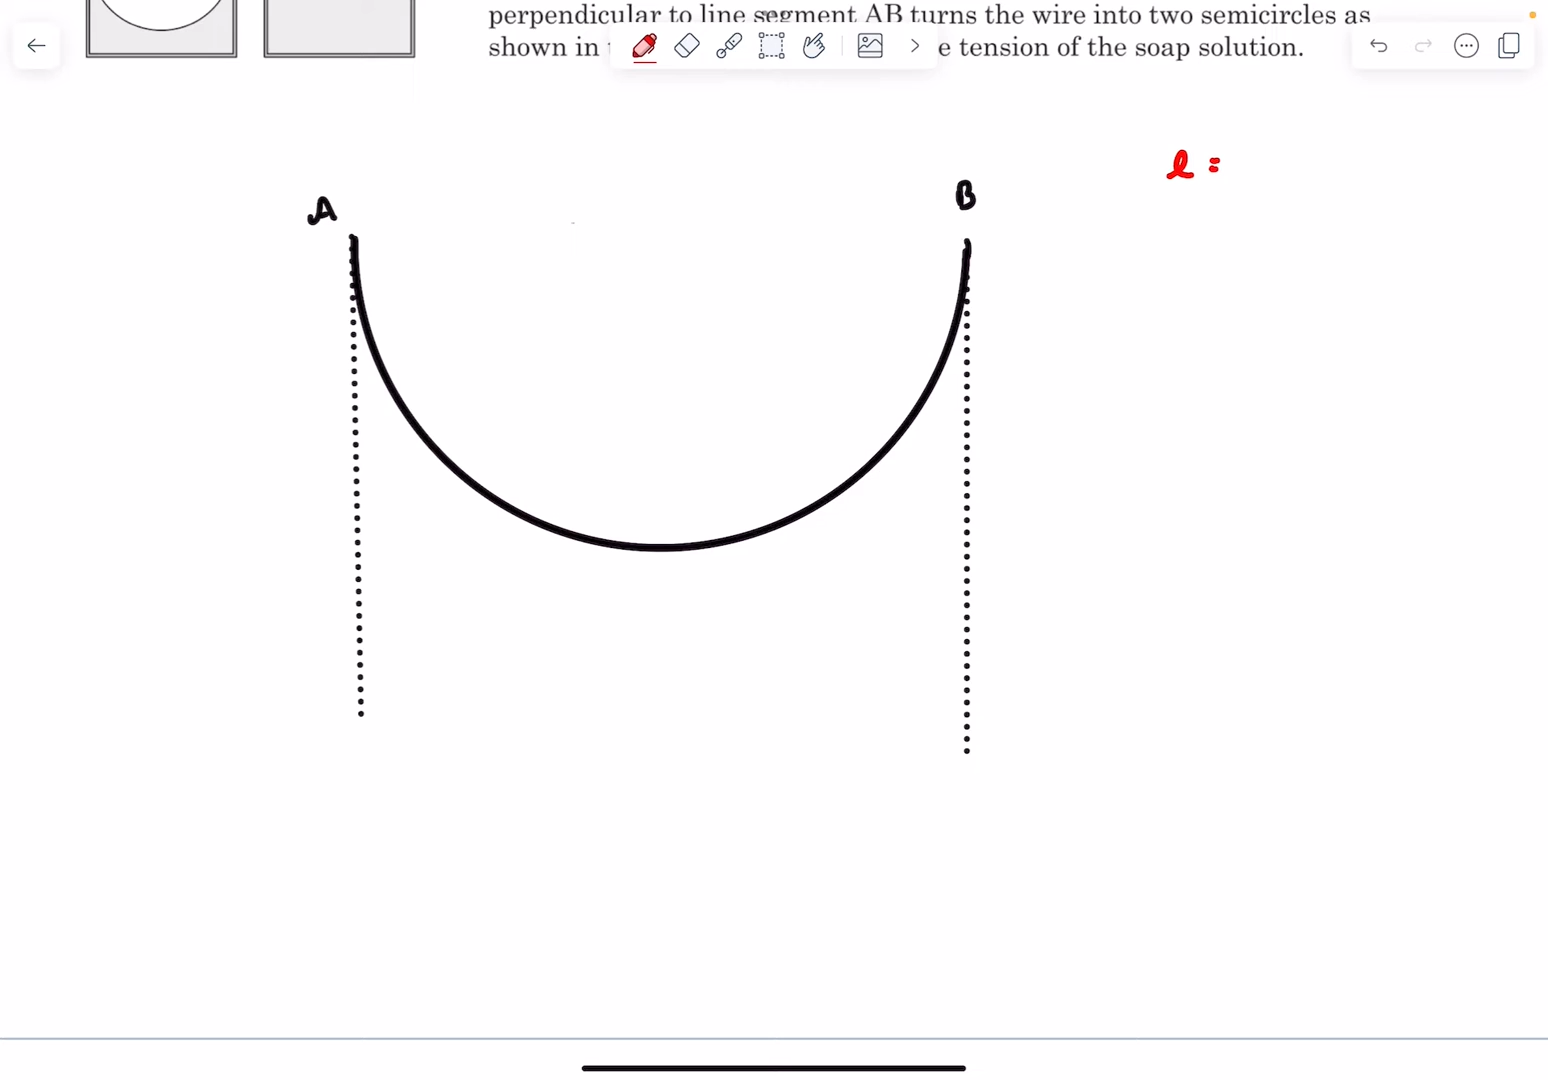 perpendicular to line segment AB turns the wire into two semicircles as
shown in e tension of the soap solution.
l =
A
B